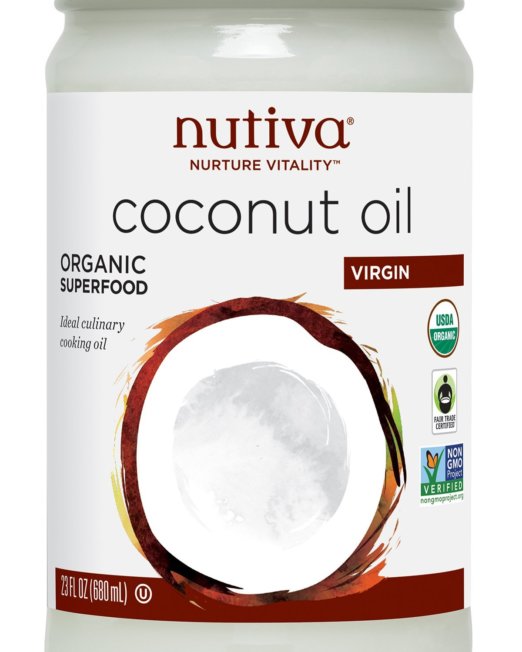 nutiva®
NURTURE VITALITY™
coconut oil
ORGANIC
SUPERFOOD
VIRGIN
Ideal culinary
cooking oil
USDA
ORGANIC
FAIR TRADE
CERTIFIED
NON
GMO
Project
VERIFIED
nongmoproject.org
23 FL OZ (680 mL) U